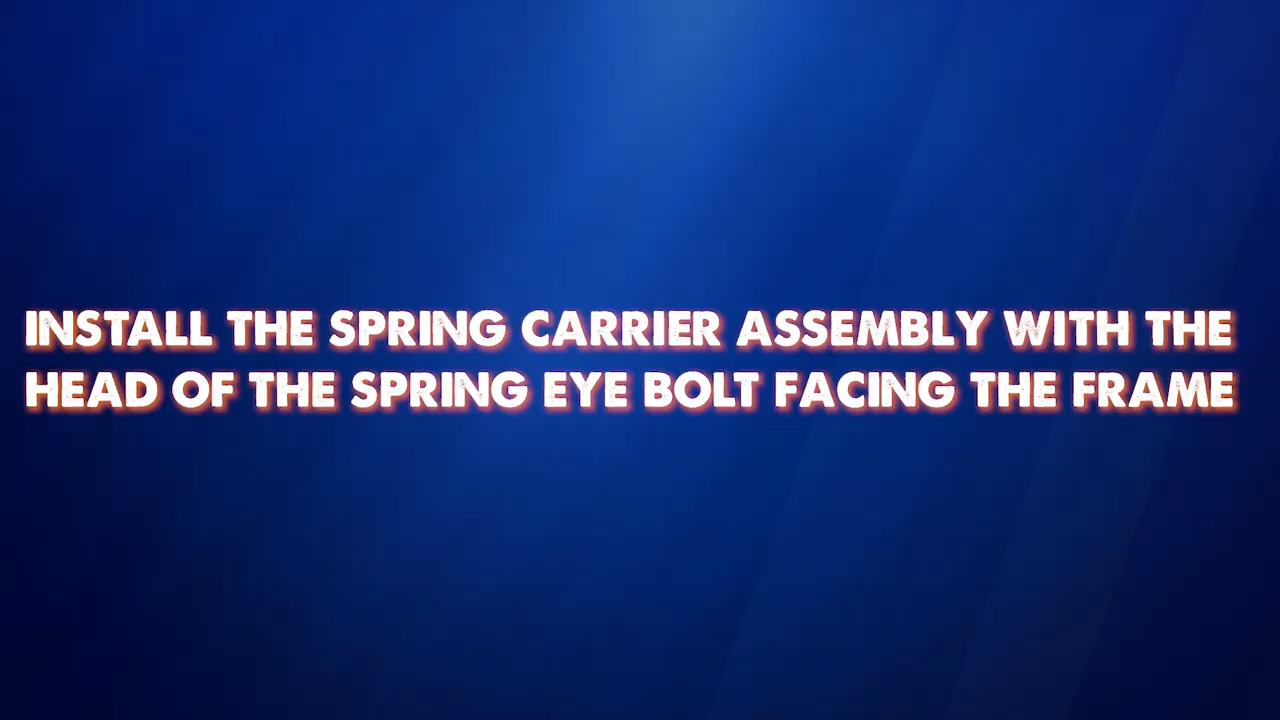 INSTALL THE SPRING CARRIER ASSEMBLY WITH THE
HEAD OF THE SPRING EYE BOLT FACING THE FRAME